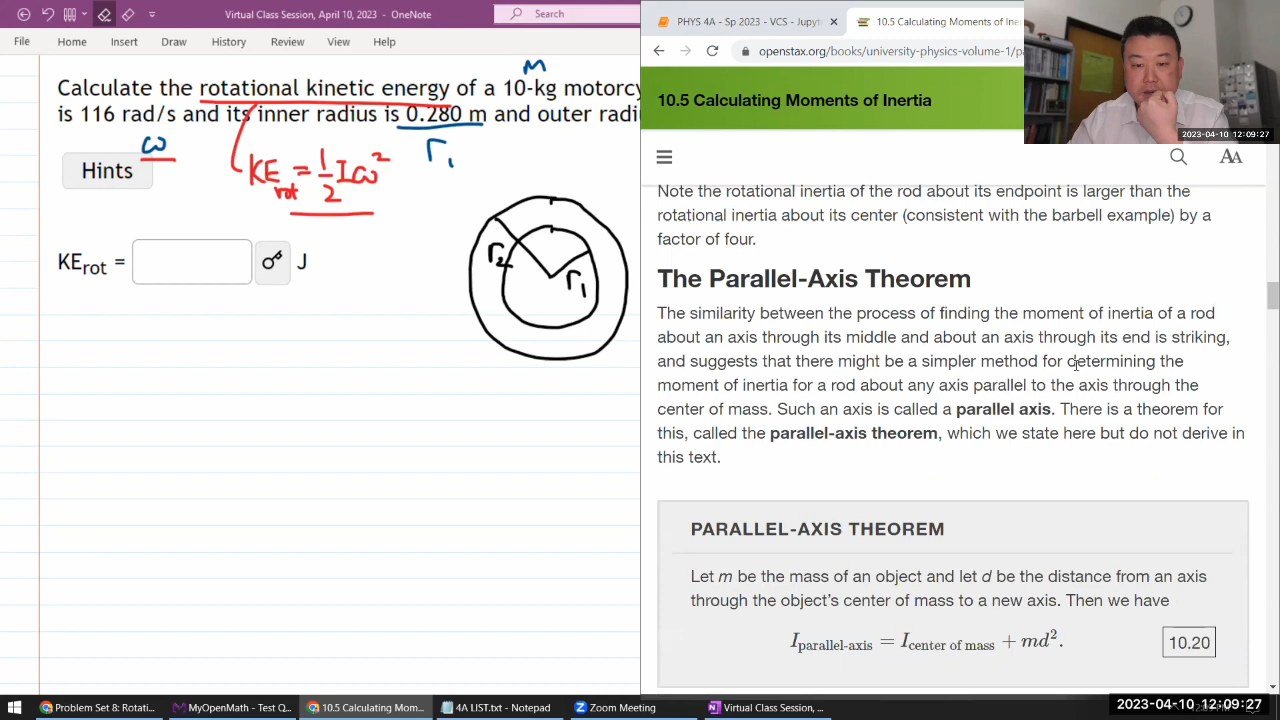 Virtual Class Session, April 10, 2023 - OneNote
Search
File
Home
Insert
Draw
History
Review
View
Help
M
Calculate the rotational kinetic energy of a 10-kg motorcy
is 116 rad/s and its inner radius is 0.280 m and outer radi
ω
r₁
Hints
KE rot = 1/2 Iω²
KErot =
J
r₂
r₁
PHYS 4A - Sp 2023 - VCS - Jupyt
10.5 Calculating Moments of Iner
openstax.org/books/university-physics-volume-1/pa
10.5 Calculating Moments of Inertia
2023-04-10 12:09:27
AA
Note the rotational inertia of the rod about its endpoint is larger than the
rotational inertia about its center (consistent with the barbell example) by a
factor of four.
The Parallel-Axis Theorem
The similarity between the process of finding the moment of inertia of a rod
about an axis through its middle and about an axis through its end is striking,
and suggests that there might be a simpler method for determining the
moment of inertia for a rod about any axis parallel to the axis through the
center of mass. Such an axis is called a parallel axis. There is a theorem for
this, called the parallel-axis theorem, which we state here but do not derive in
this text.
PARALLEL-AXIS THEOREM
Let m be the mass of an object and let d be the distance from an axis
through the object's center of mass to a new axis. Then we have
Iparallel-axis = Icenter of mass + md².
10.20
Problem Set 8: Rotati...
MyOpenMath - Test Q...
10.5 Calculating Mom...
4A LIST.txt - Notepad
Zoom Meeting
Virtual Class Session, ...
2023-04-10 12:09:27